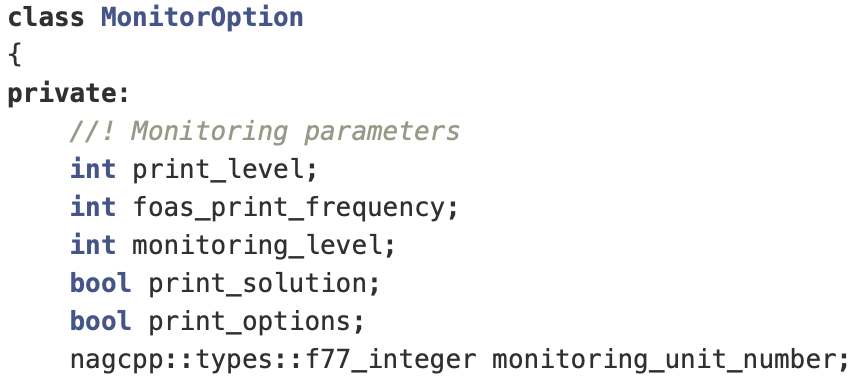 class MonitorOption
{
private:
    //! Monitoring parameters
    int print_level;
    int foas_print_frequency;
    int monitoring_level;
    bool print_solution;
    bool print_options;
    nagcpp::types::f77_integer monitoring_unit_number;